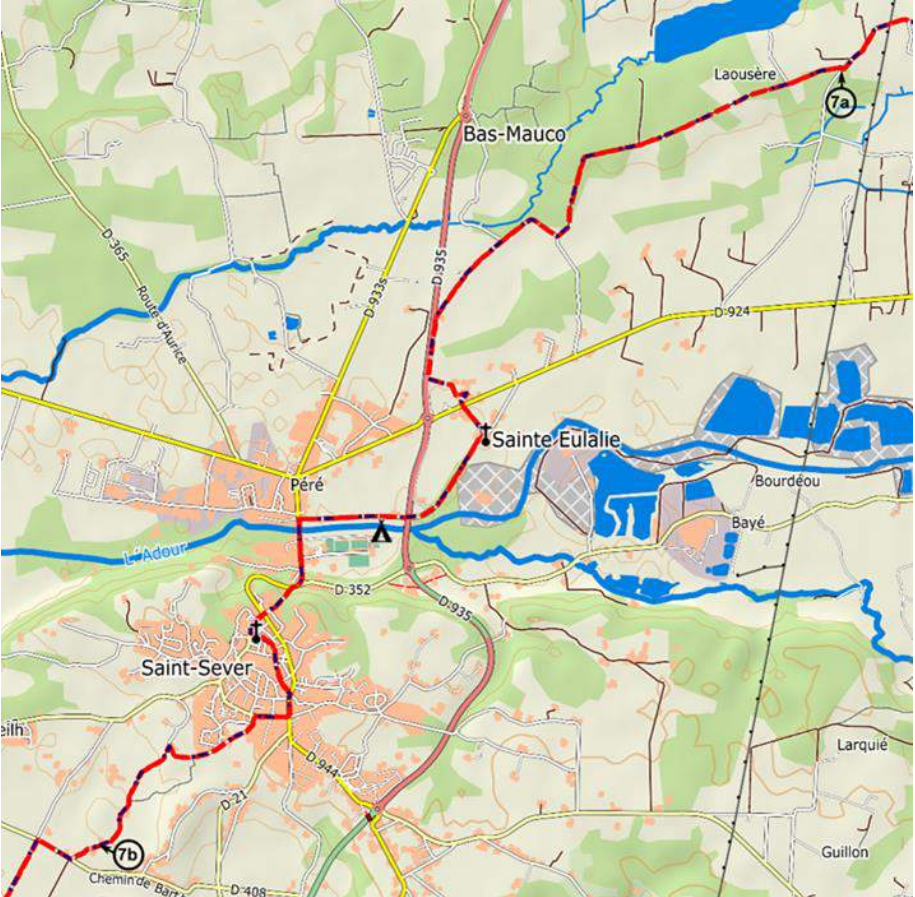 Laousère
7a
Bas-Mauco
D 365
D 935
D 933s
Route d'Aurice
D 924
Sainte Eulalie
Péré
Bourdéou
Bayé
L'Adour
D 352
D 935
Saint-Sever
eilh
Larquié
D 944
D 21
7b
Guillon
Chemin de Bart
D 408